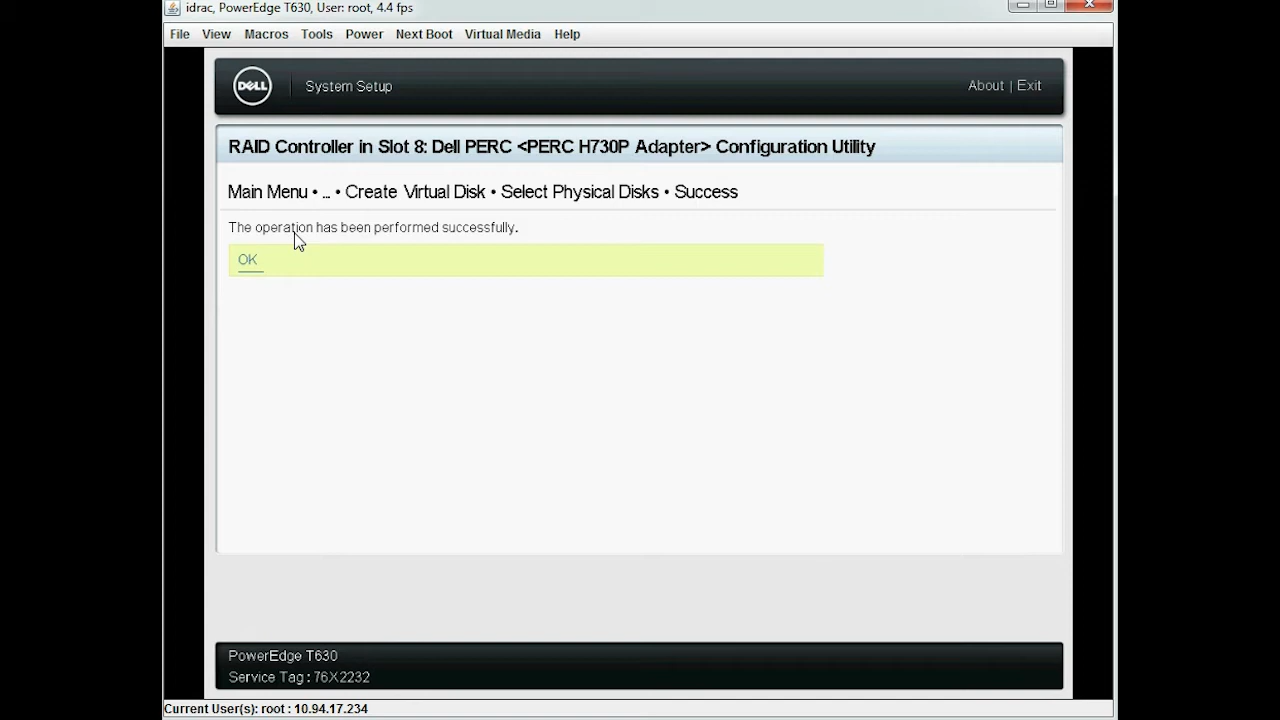 idrac, PowerEdge T630, User: root, 4.4 fps
File View Macros Tools Power Next Boot Virtual Media Help
DELL System Setup About | Exit
RAID Controller in Slot 8: Dell PERC <PERC H730P Adapter> Configuration Utility
Main Menu • ... • Create Virtual Disk • Select Physical Disks • Success
The operation has been performed successfully.
OK
PowerEdge T630
Service Tag : 76X2232
Current User(s): root : 10.94.17.234